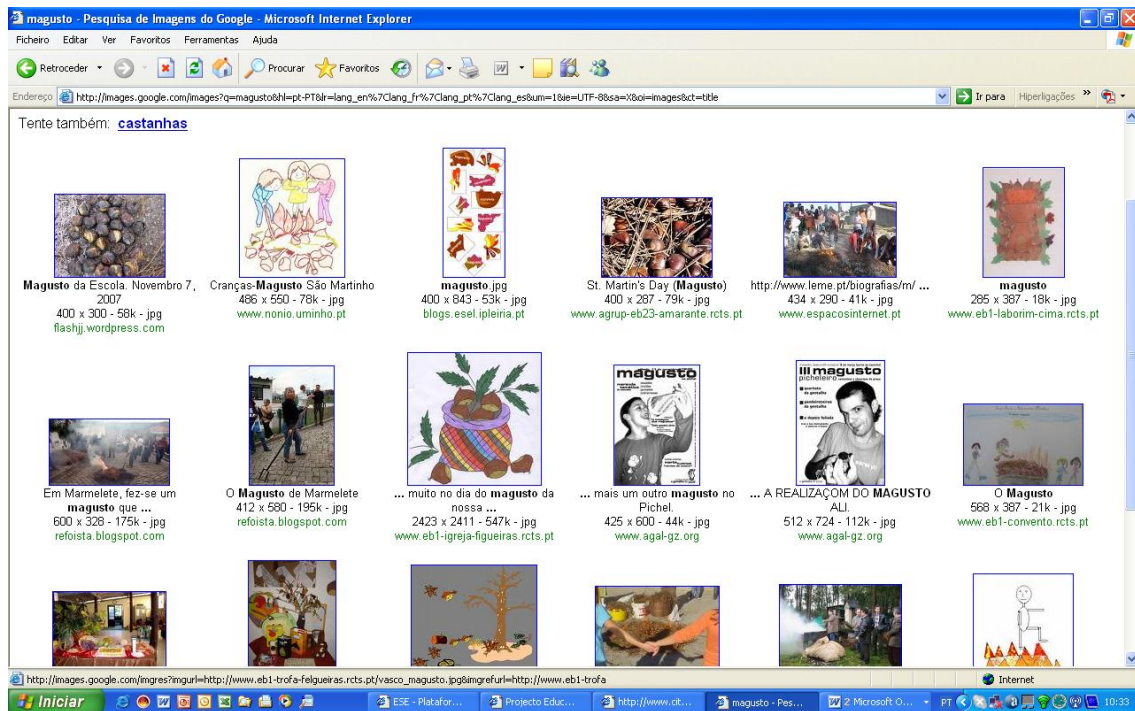 magusto - Pesquisa de Imagens do Google - Microsoft Internet Explorer
Ficheiro Editar Ver Favoritos Ferramentas Ajuda
Retroceder Procurar Favoritos
Endereço http://images.google.com/images?q=magusto&hl=pt-PT&lr=lang_en%7Clang_fr%7Clang_pt%7Clang_es&um=1&ie=UTF-8&sa=X&oi=images&ct=title Ir para Hiperligações »
Tente também: castanhas
Magusto da Escola. Novembro 7, 2007
400 x 300 - 58k - jpg
flashjj.wordpress.com
Cranças-Magusto São Martinho
486 x 550 - 78k - jpg
www.nonio.uminho.pt
magusto.jpg
400 x 843 - 53k - jpg
blogs.esel.ipleiria.pt
St. Martin's Day (Magusto)
400 x 287 - 79k - jpg
www.agrup-eb23-amarante.rcts.pt
http://www.leme.pt/biografias/m/ ...
434 x 290 - 41k - jpg
www.espacosinternet.pt
magusto
285 x 387 - 18k - jpg
www.eb1-laborim-cima.rcts.pt
magusto
III magusto
picheleiro
Em Marmelete, fez-se um
magusto que ...
600 x 328 - 175k - jpg
refoista.blogspot.com
O Magusto de Marmelete
412 x 580 - 195k - jpg
refoista.blogspot.com
... muito no dia do magusto da
nossa ...
2423 x 2411 - 547k - jpg
www.eb1-igreja-figueiras.rcts.pt
... mais um outro magusto no
Pichel.
425 x 600 - 44k - jpg
www.agal-gz.org
... A REALIZAÇOM DO MAGUSTO
ALI.
512 x 724 - 112k - jpg
www.agal-gz.org
O Magusto
568 x 387 - 21k - jpg
www.eb1-convento.rcts.pt
http://images.google.com/imgres?imgurl=http://www.eb1-trofa-felgueiras.rcts.pt/vasco_magusto.jpg&imgrefurl=http://www.eb1-trofa Internet
Iniciar ESE - Platafor... Projecto Educ... http://www.cit... magusto - Pes... 2 Microsoft O... PT 10:33